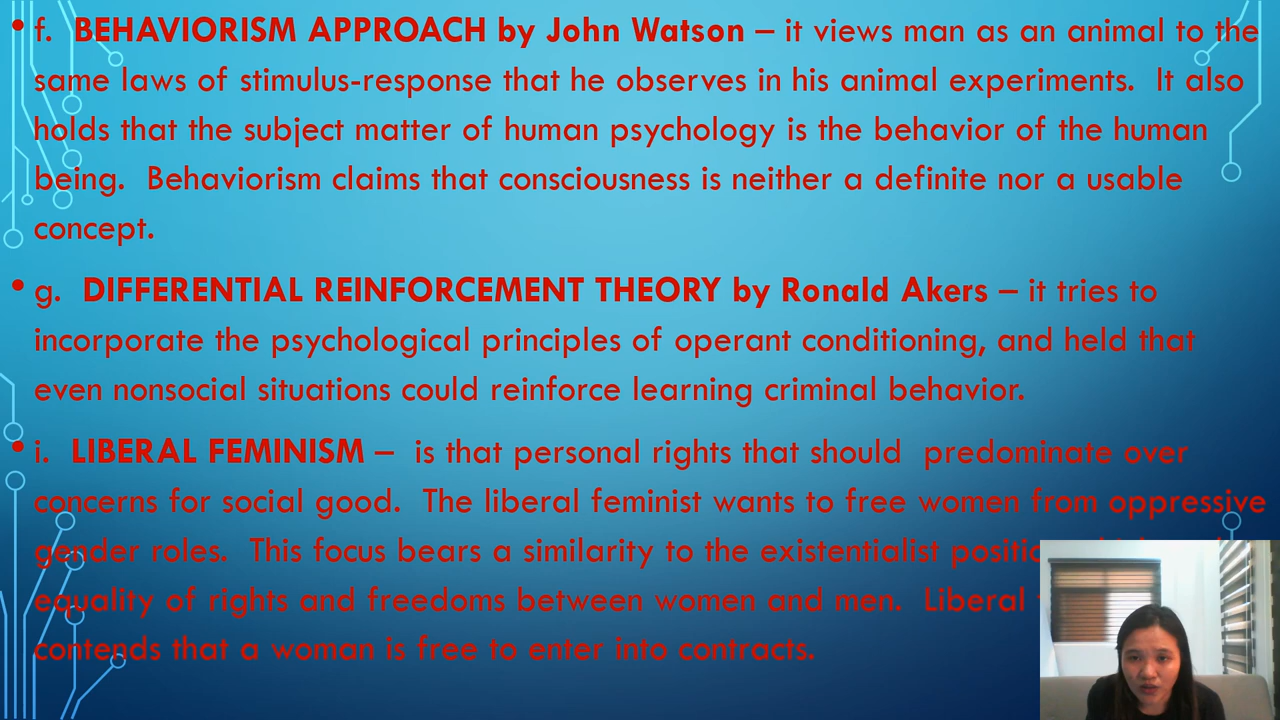 • f. BEHAVIORISM APPROACH by John Watson – it views man as an animal to the
same laws of stimulus-response that he observes in his animal experiments. It also
holds that the subject matter of human psychology is the behavior of the human
being. Behaviorism claims that consciousness is neither a definite nor a usable
concept.
• g. DIFFERENTIAL REINFORCEMENT THEORY by Ronald Akers – it tries to
incorporate the psychological principles of operant conditioning, and held that
even nonsocial situations could reinforce learning criminal behavior.
• i. LIBERAL FEMINISM – is that personal rights that should predominate over
concerns for social good. The liberal feminist wants to free women from oppressive
gender roles. This focus bears a similarity to the existentialist
equality of rights and freedoms between women and men. Liberal
contends that a woman is free to enter into contracts.